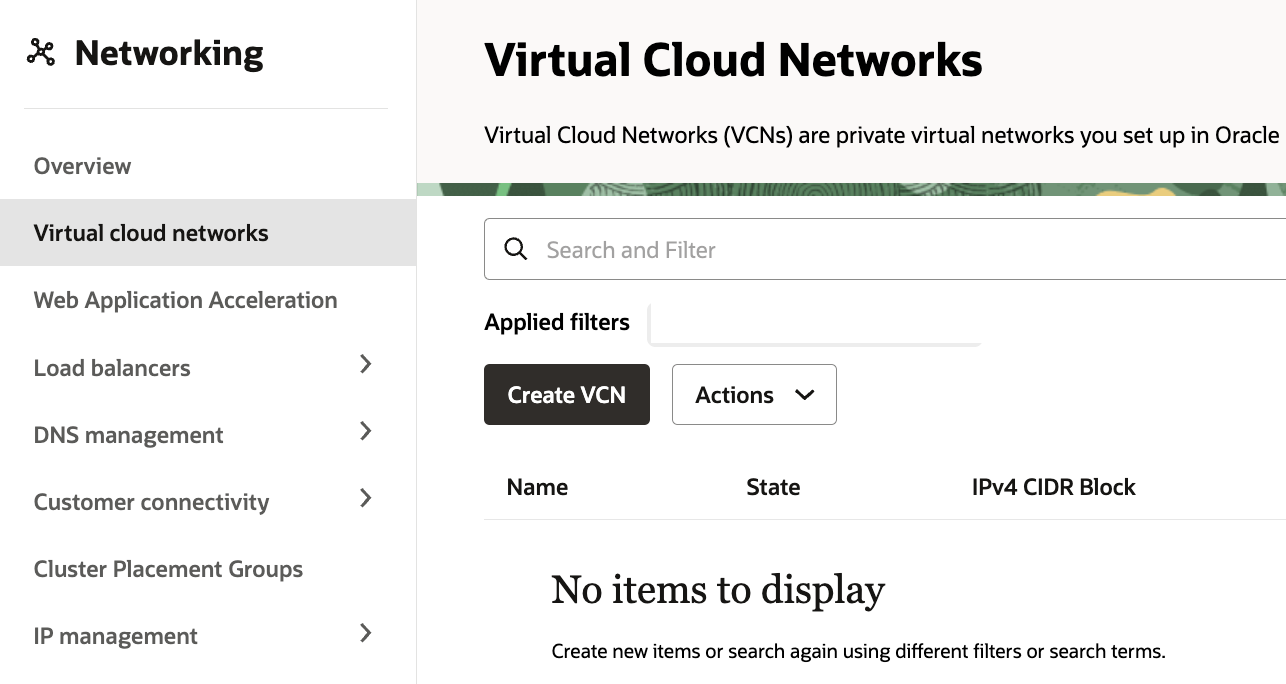 Networking
Overview
Virtual cloud networks
Web Application Acceleration
Load balancers
DNS management
Customer connectivity
Cluster Placement Groups
IP management
Virtual Cloud Networks
Virtual Cloud Networks (VCNs) are private virtual networks you set up in Oracle
Search and Filter
Applied filters
Create VCN
Actions
Name State IPv4 CIDR Block
No items to display
Create new items or search again using different filters or search terms.